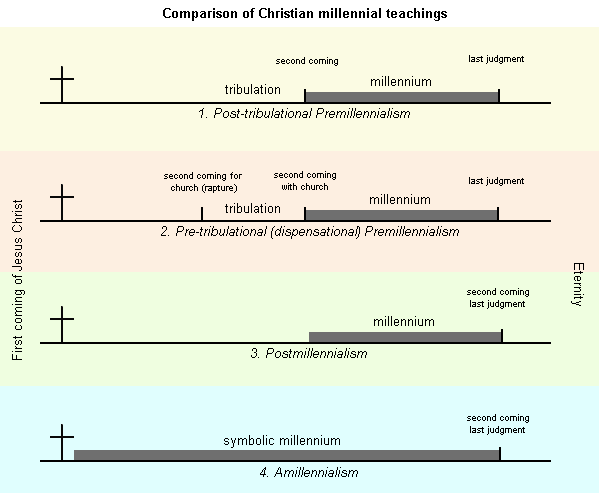 Comparison of Christian millennial teachings
second coming
last judgment
tribulation
millennium
1. Post-tribulational Premillennialism
second coming for
church (rapture)
second coming
with church
last judgment
tribulation
millennium
2. Pre-tribulational (dispensational) Premillennialism
First coming of Jesus Christ
Eternity
second coming
last judgment
millennium
3. Postmillennialism
second coming
last judgment
symbolic millennium
4. Amillennialism